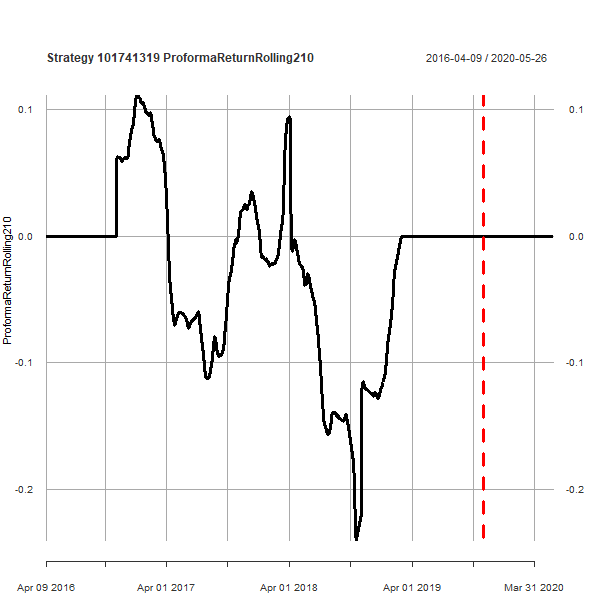 Strategy 101741319 ProformaReturnRolling210
2016-04-09 / 2020-05-26
0.1
0.1
0.0
0.0
-0.1
-0.1
-0.2
-0.2
ProformaReturnRolling210
Apr 09 2016
Apr 01 2017
Apr 01 2018
Apr 01 2019
Mar 31 2020